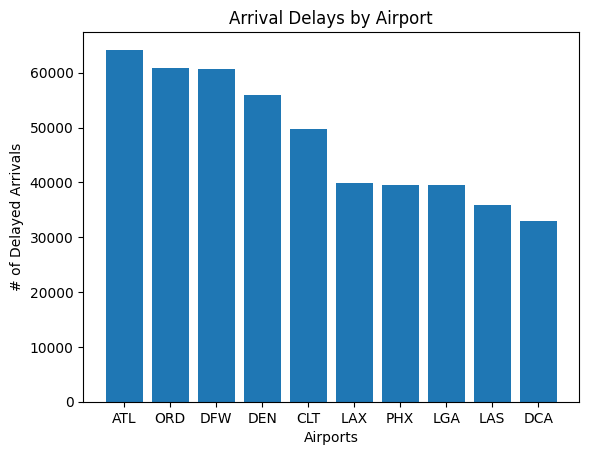 Arrival Delays by Airport
# of Delayed Arrivals
60000
50000
40000
30000
20000
10000
0
ATL ORD DFW DEN CLT LAX PHX LGA LAS DCA
Airports